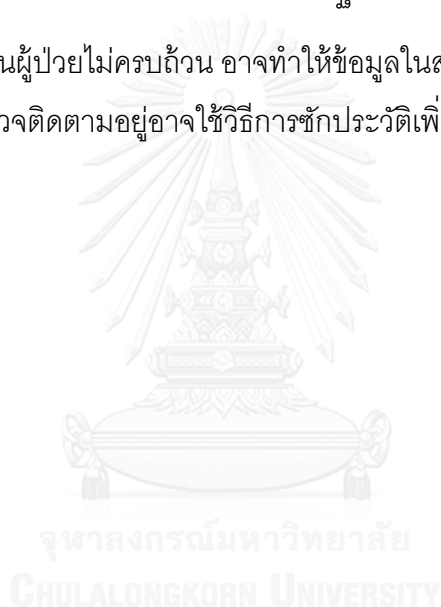 นผู้ป่วยไม่ครบถ้วน อาจทำให้ข้อมูลในส
วจติดตามอยู่อาจใช้วิธีการซักประวัติเพิ่
จุฬาลงกรณ์มหาวิทยาลัย
CHULALONGKORN UNIVERSITY